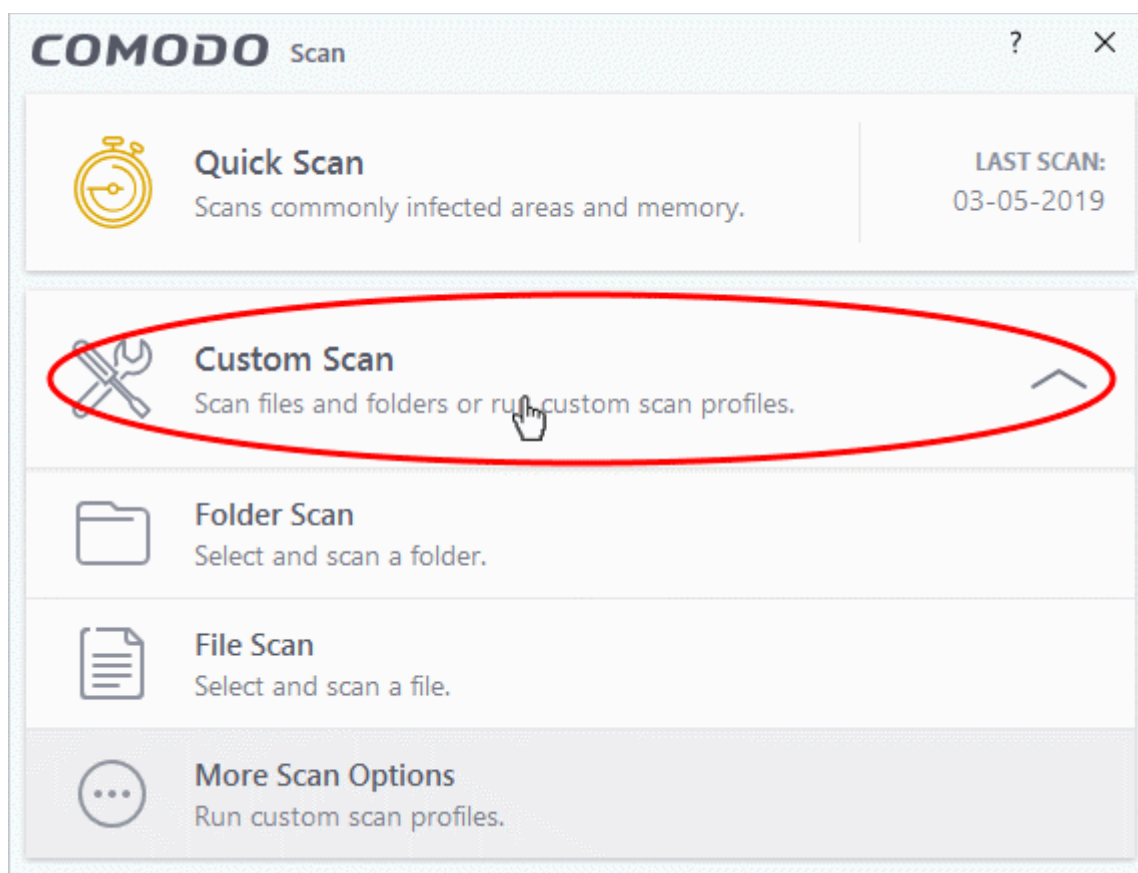 COMODO Scan ?
Quick Scan
Scans commonly infected areas and memory.
LAST SCAN:
03-05-2019
Custom Scan
Scan files and folders or run custom scan profiles.
Folder Scan
Select and scan a folder.
File Scan
Select and scan a file.
More Scan Options
Run custom scan profiles.